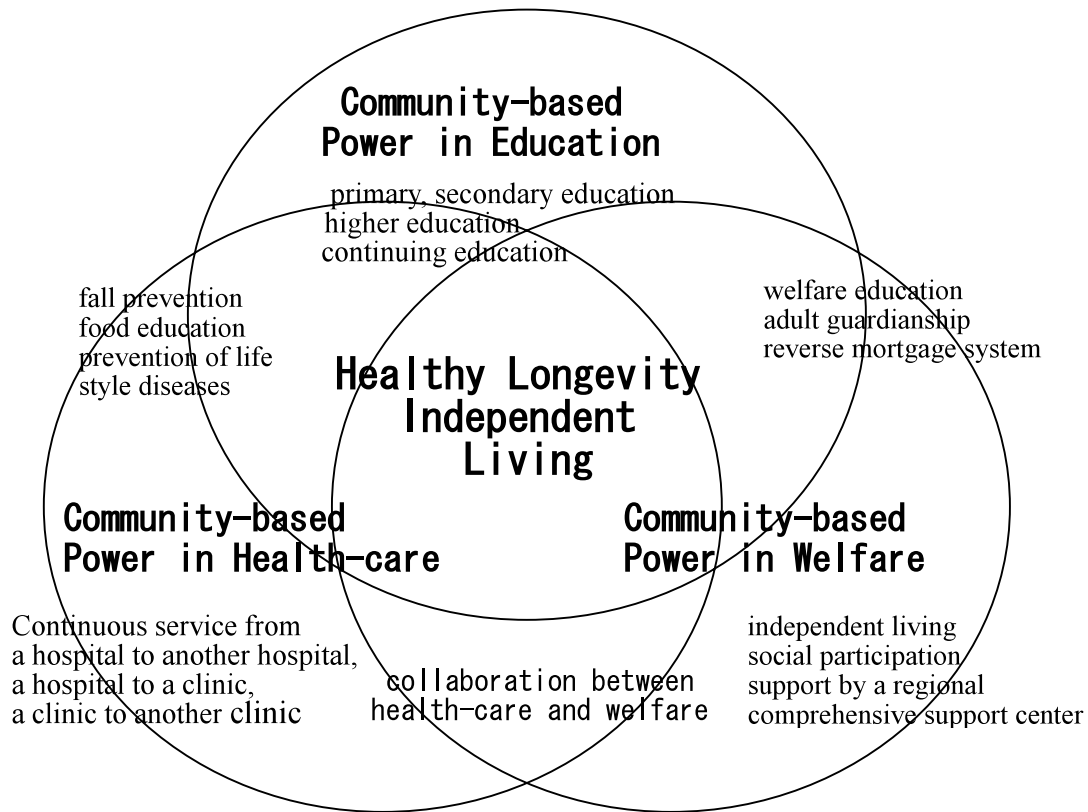 Community-based
Power in Education
primary, secondary education
higher education
continuing education
fall prevention
food education
prevention of life
style diseases
welfare education
adult guardianship
reverse mortgage system
Healthy Longevity
Independent
Living
Community-based
Power in Health-care
Community-based
Power in Welfare
Continuous service from
a hospital to another hospital,
a hospital to a clinic,
a clinic to another clinic
collaboration between
health-care and welfare
independent living
social participation
support by a regional
comprehensive support center